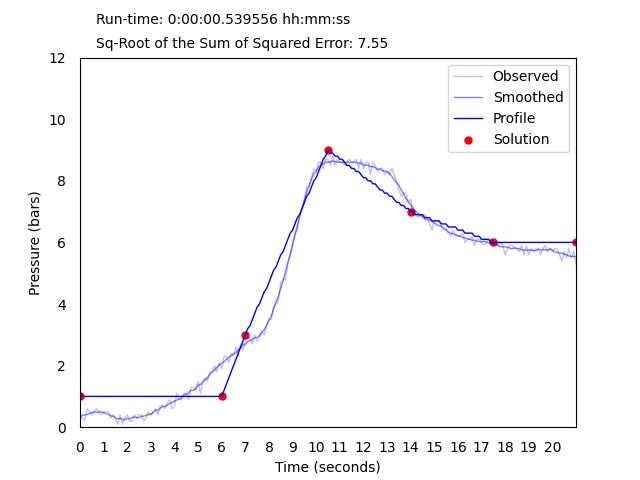 Run-time: 0:00:00.539556 hh:mm:ss
Sq-Root of the Sum of Squared Error: 7.55
12
10
8
6
4
2
0
Pressure (bars)
Observed
Smoothed
Profile
Solution
0 1 2 3 4 5 6 7 8 9 10 11 12 13 14 15 16 17 18 19 20
Time (seconds)